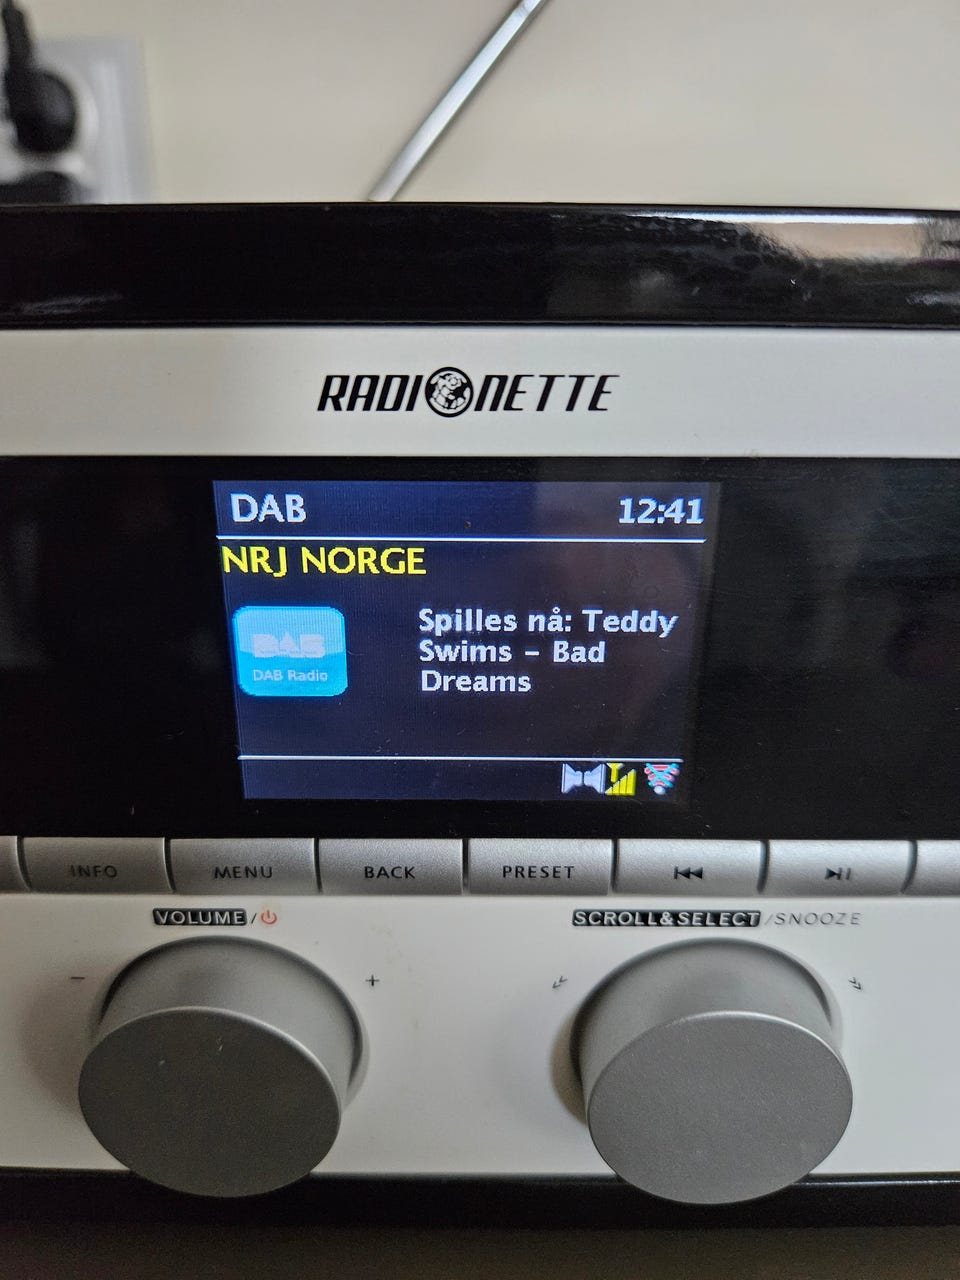 RADIONETTE
DAB 12:41
NRJ NORGE
Spilles nå: Teddy
Swims – Bad
Dreams
DAB
DAB Radio
INFO MENU BACK PRESET
VOLUME/ SCROLL&SELECT/SNOOZE
- +